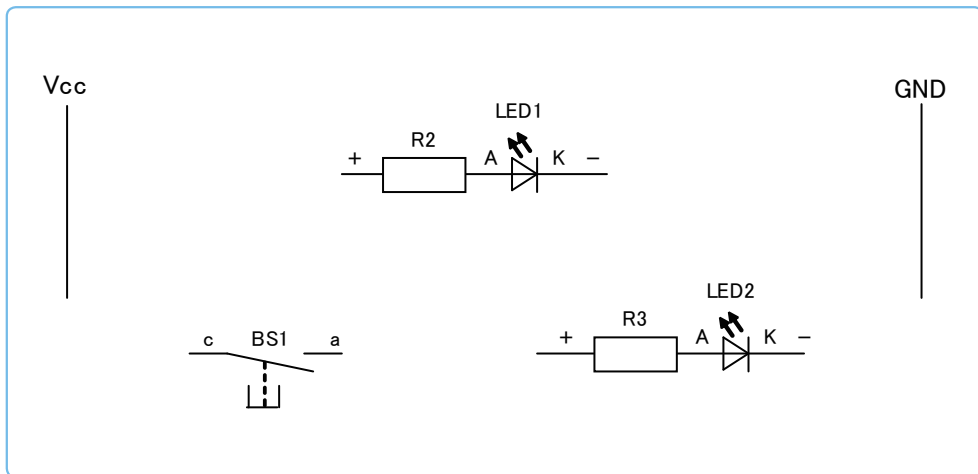 Vcc
GND
LED1
R2
+ A K −
LED2
R3
+ A K −
c BS1 a